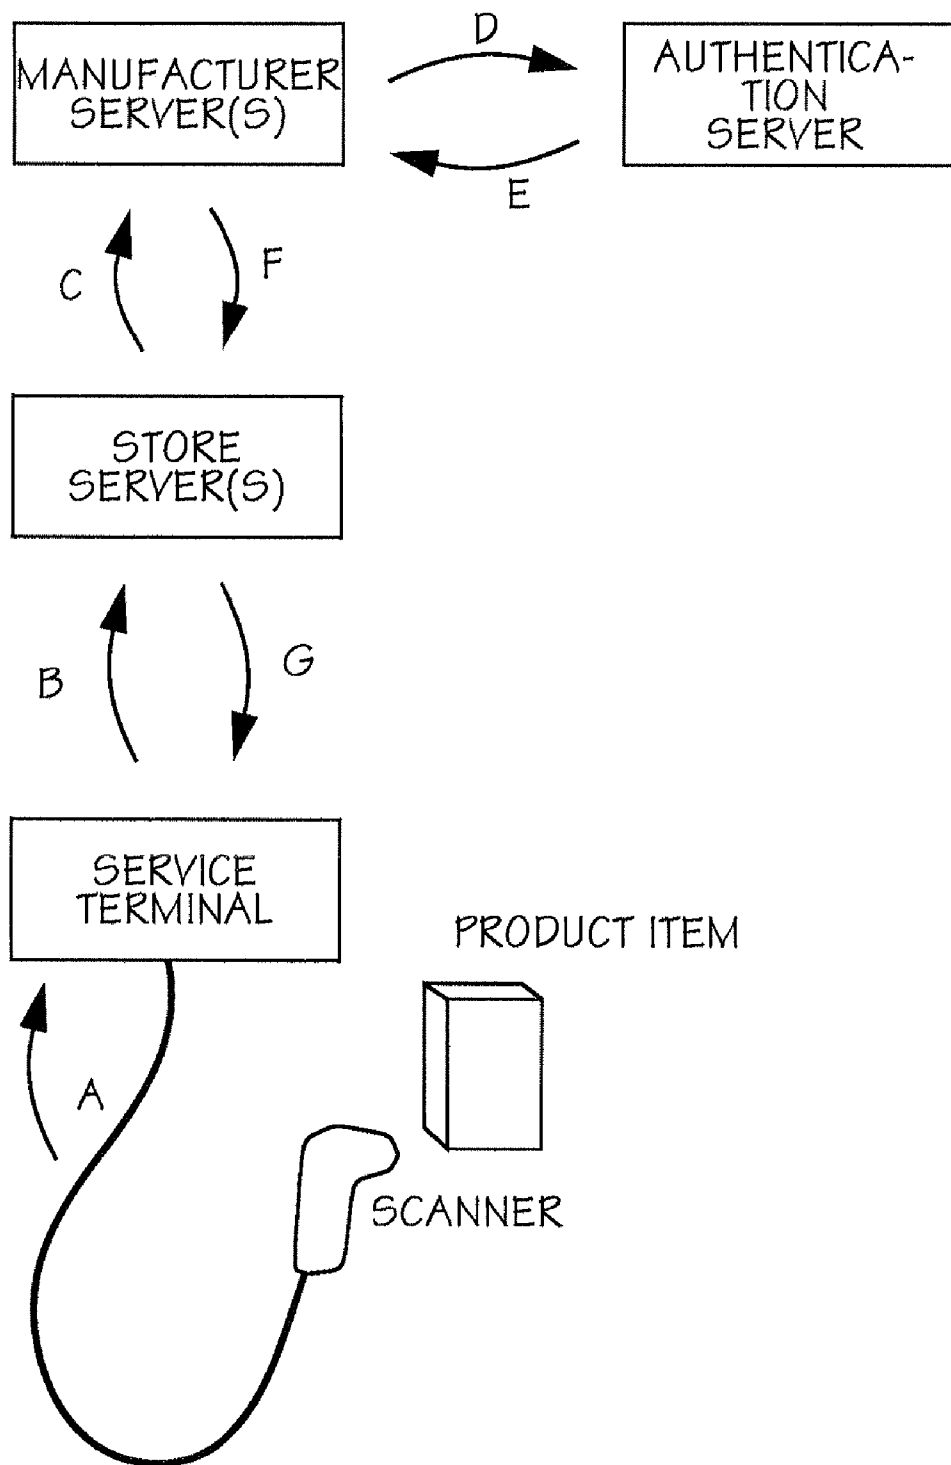 D
MANUFACTURER
SERVER(S)
AUTHENTICA-
TION
SERVER
E
C
F
STORE
SERVER(S)
B
G
SERVICE
TERMINAL
PRODUCT ITEM
A
SCANNER